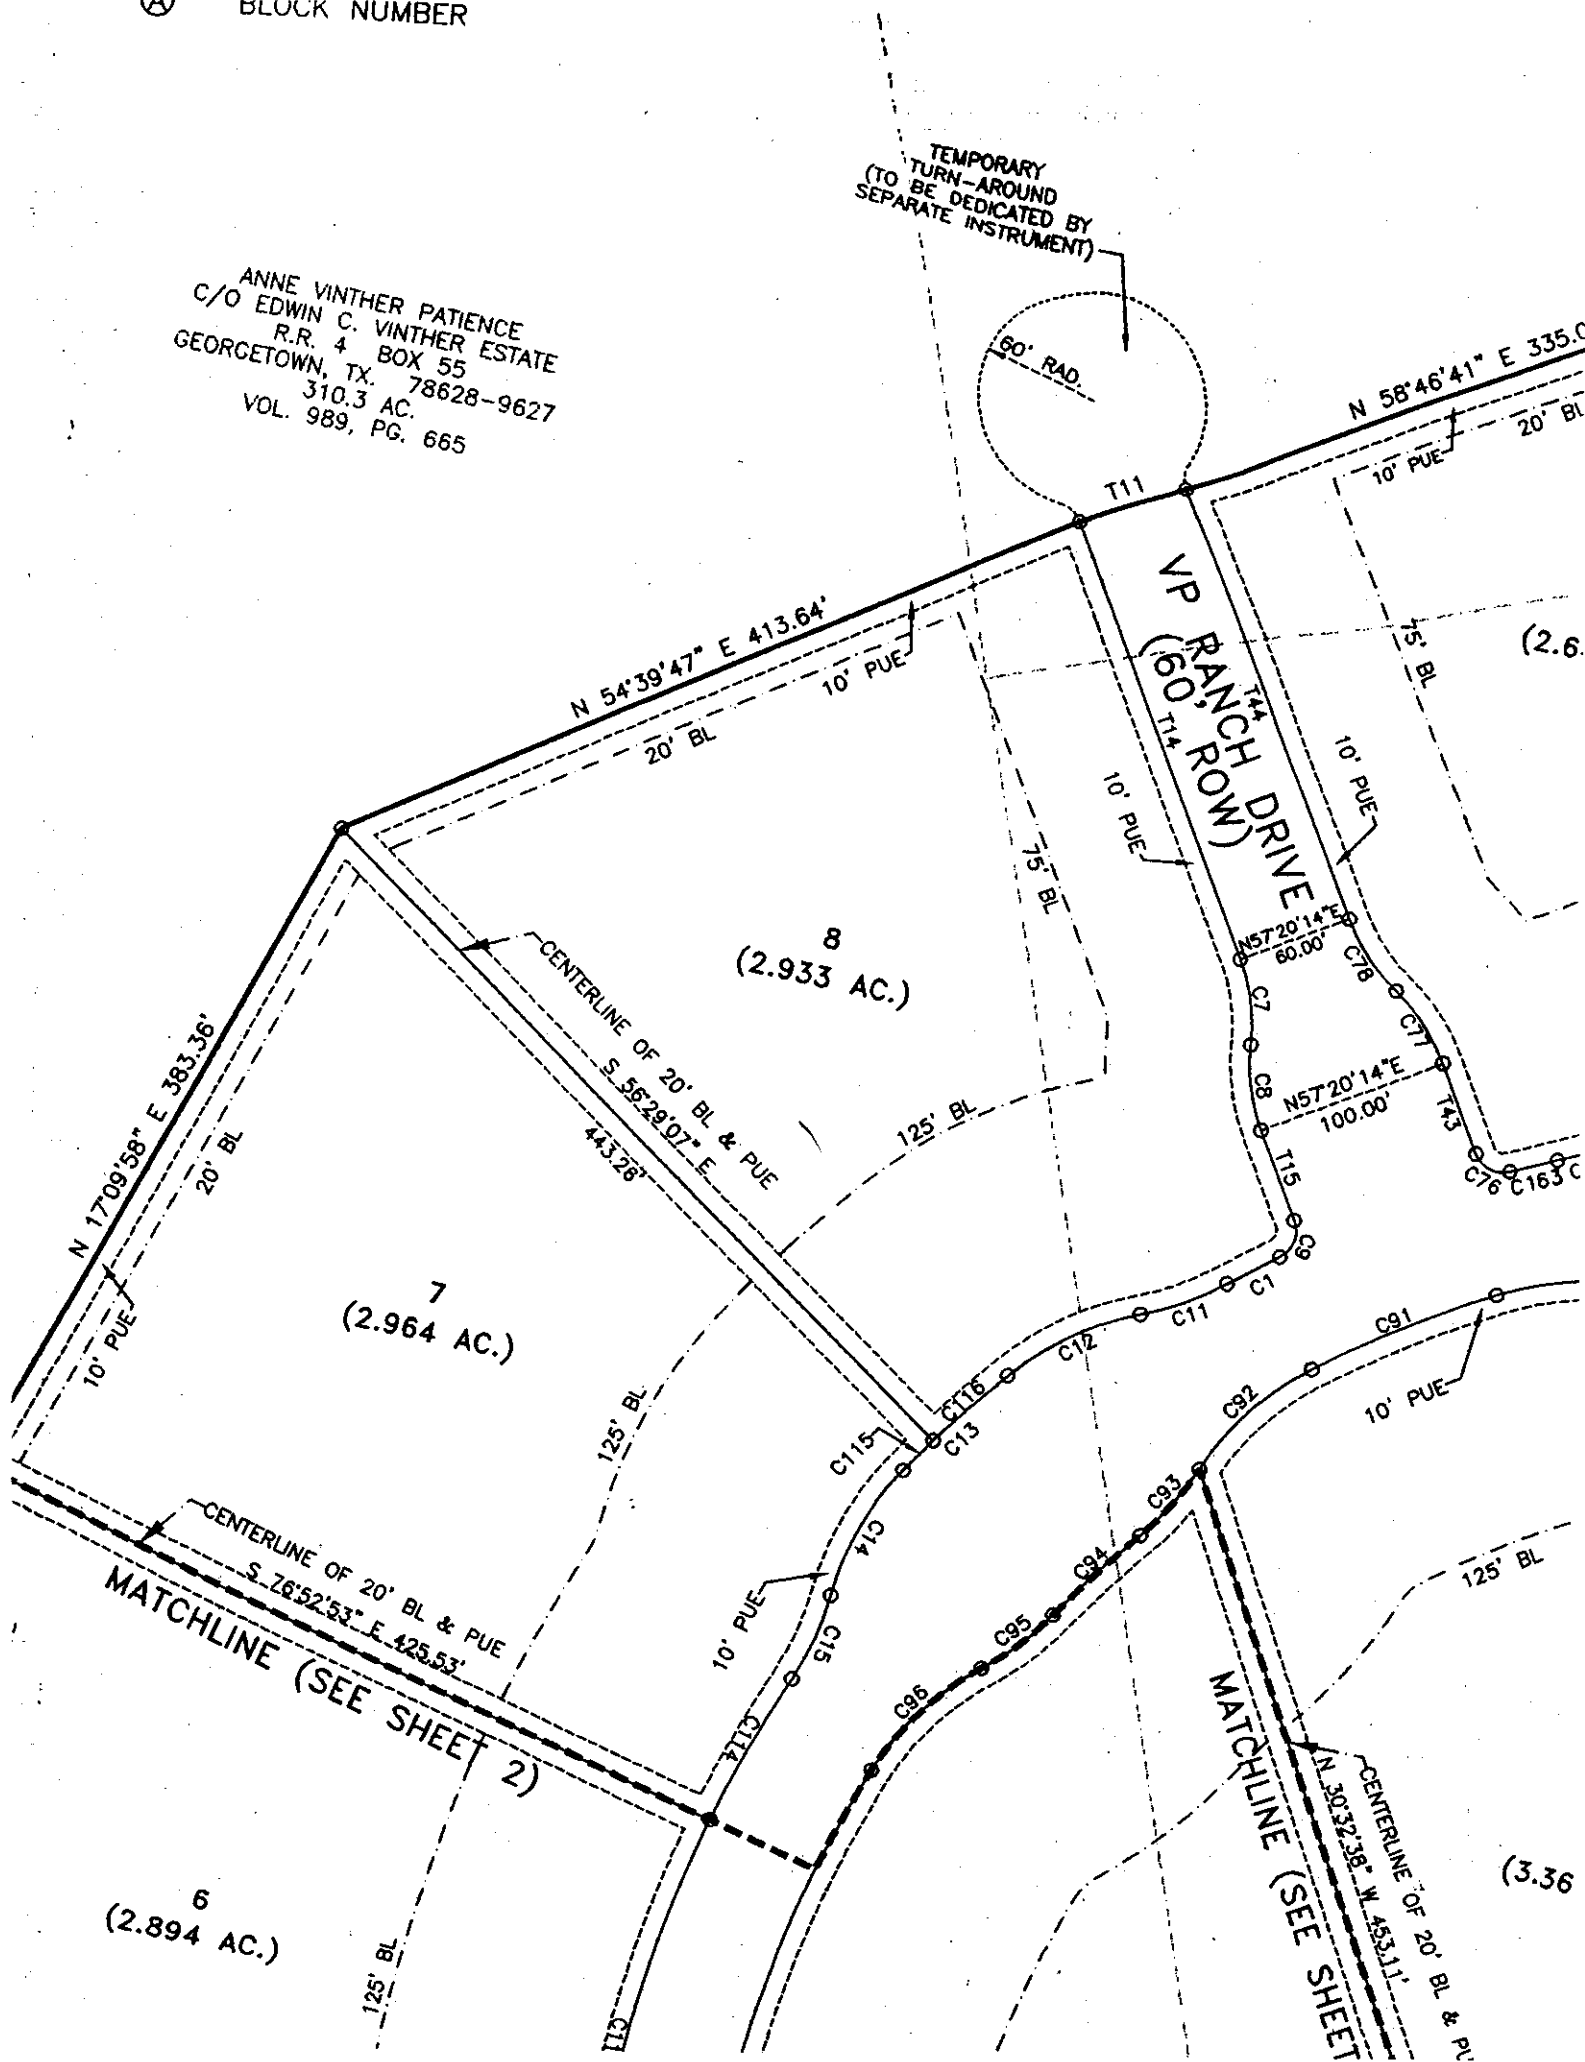 A BLOCK NUMBER
TEMPORARY
TURN-AROUND
(TO BE DEDICATED BY
SEPARATE INSTRUMENT)
ANNE VINTHER PATIENCE
C/O EDWIN C. VINTHER ESTATE
R.R. 4 BOX 55
GEORGETOWN, TX. 78628-9627
310.3 AC.
VOL. 989, PG. 665
60' RAD.
N 58°46'41" E 335.0
20' BL
10' PUE
T11
VP RANCH DRIVE
(60' ROW)
T44
T14
75' BL
(2.6
N 54°39'47" E 413.64'
10' PUE
20' BL
10' PUE
10' PUE
75' BL
8
(2.933 AC.)
N57°20'14"E
60.00'
C78
C7
C77
C8
N57°20'14"E
100.00'
T43
T15
C76
C163
C
C9
C1
C11
C12
CENTERLINE OF 20' BL & PUE
S 56°29'07" E
443.26'
125' BL
N 17°09'58" E 383.36'
20' BL
10' PUE
7
(2.964 AC.)
125' BL
C91
C92
10' PUE
C116
C13
C115
C14
C93
C94
C95
C96
10' PUE
C15
C114
125' BL
CENTERLINE OF 20' BL & PUE
S 76°52'53" E 425.53'
MATCHLINE (SEE SHEET 2)
MATCHLINE (SEE SHEET
CENTERLINE OF 20' BL & PU
N 30°32'38" W 453.11'
(3.36
6
(2.894 AC.)
125' BL
C11